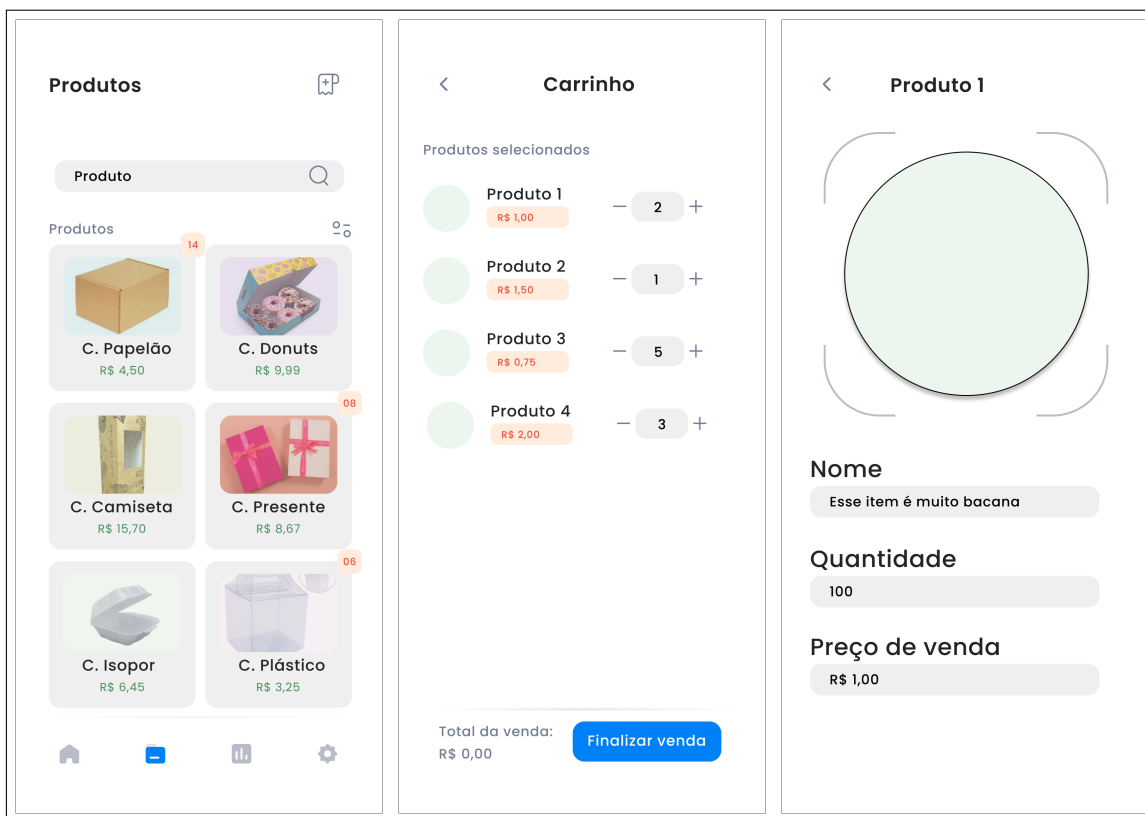 Produtos
Produto
Produtos
14
C. Papelão
R$ 4,50
C. Donuts
R$ 9,99
08
C. Camiseta
R$ 15,70
C. Presente
R$ 8,67
06
C. Isopor
R$ 6,45
C. Plástico
R$ 3,25
Carrinho
Produtos selecionados
Produto 1
R$ 1,00
2
Produto 2
R$ 1,50
1
Produto 3
R$ 0,75
5
Produto 4
R$ 2,00
3
Total da venda:
R$ 0,00
Finalizar venda
Produto 1
Nome
Esse item é muito bacana
Quantidade
100
Preço de venda
R$ 1,00